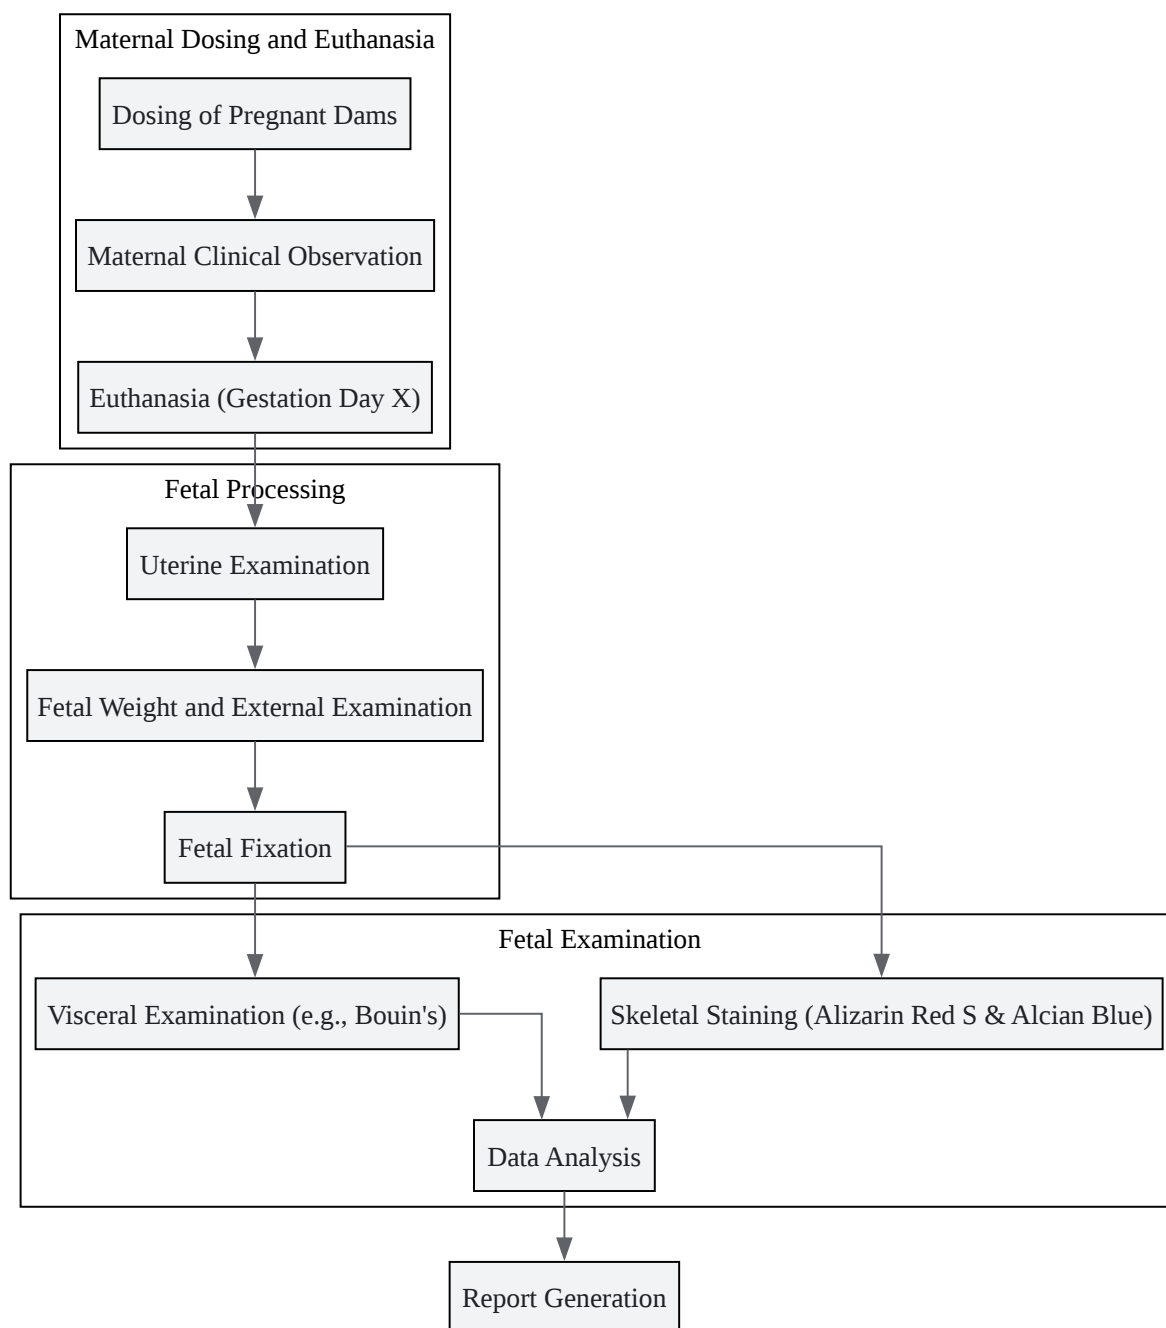 Maternal Dosing and Euthanasia
Dosing of Pregnant Dams
Maternal Clinical Observation
Euthanasia (Gestation Day X)
Fetal Processing
Uterine Examination
Fetal Weight and External Examination
Fetal Fixation
Fetal Examination
Visceral Examination (e.g., Bouin's)
Skeletal Staining (Alizarin Red S & Alcian Blue)
Data Analysis
Report Generation